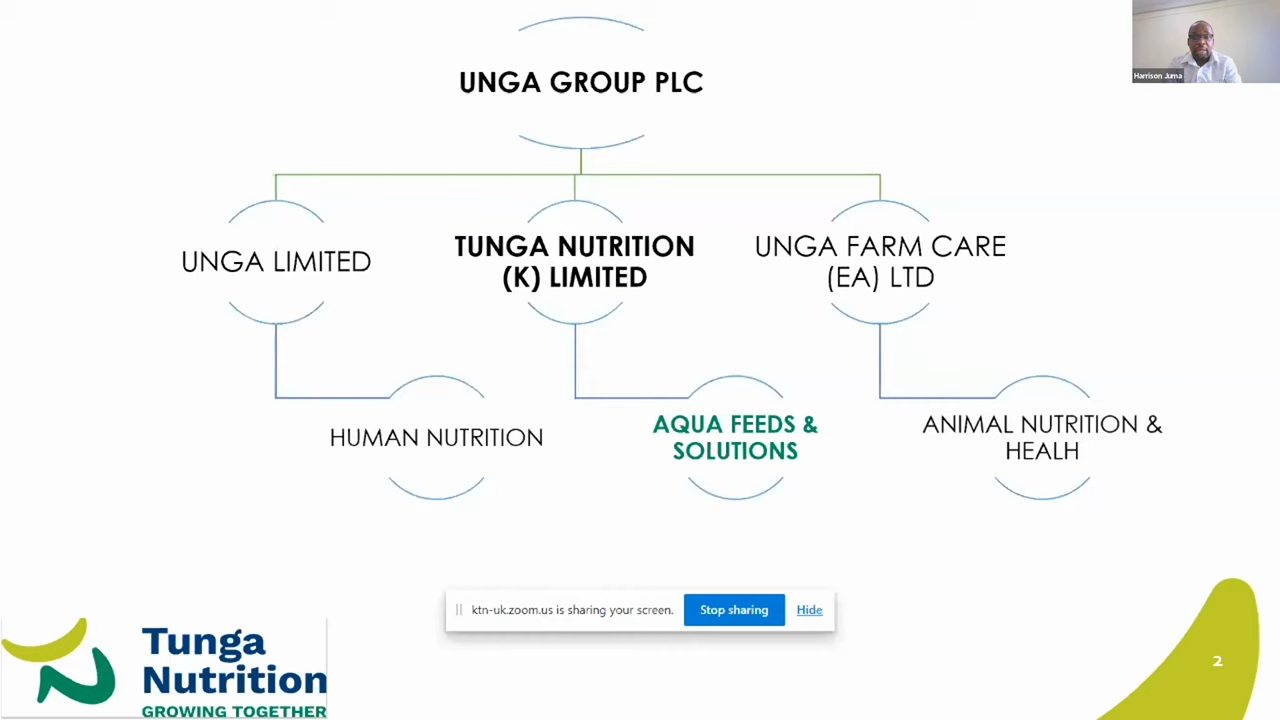 UNGA GROUP PLC
Harrison Juma
UNGA LIMITED
TUNGA NUTRITION
(K) LIMITED
UNGA FARM CARE
(EA) LTD
HUMAN NUTRITION
AQUA FEEDS &
SOLUTIONS
ANIMAL NUTRITION &
HEALH
ktn-uk.zoom.us is sharing your screen.
Stop sharing
Hide
Tunga
Nutrition
GROWING TOGETHER
2